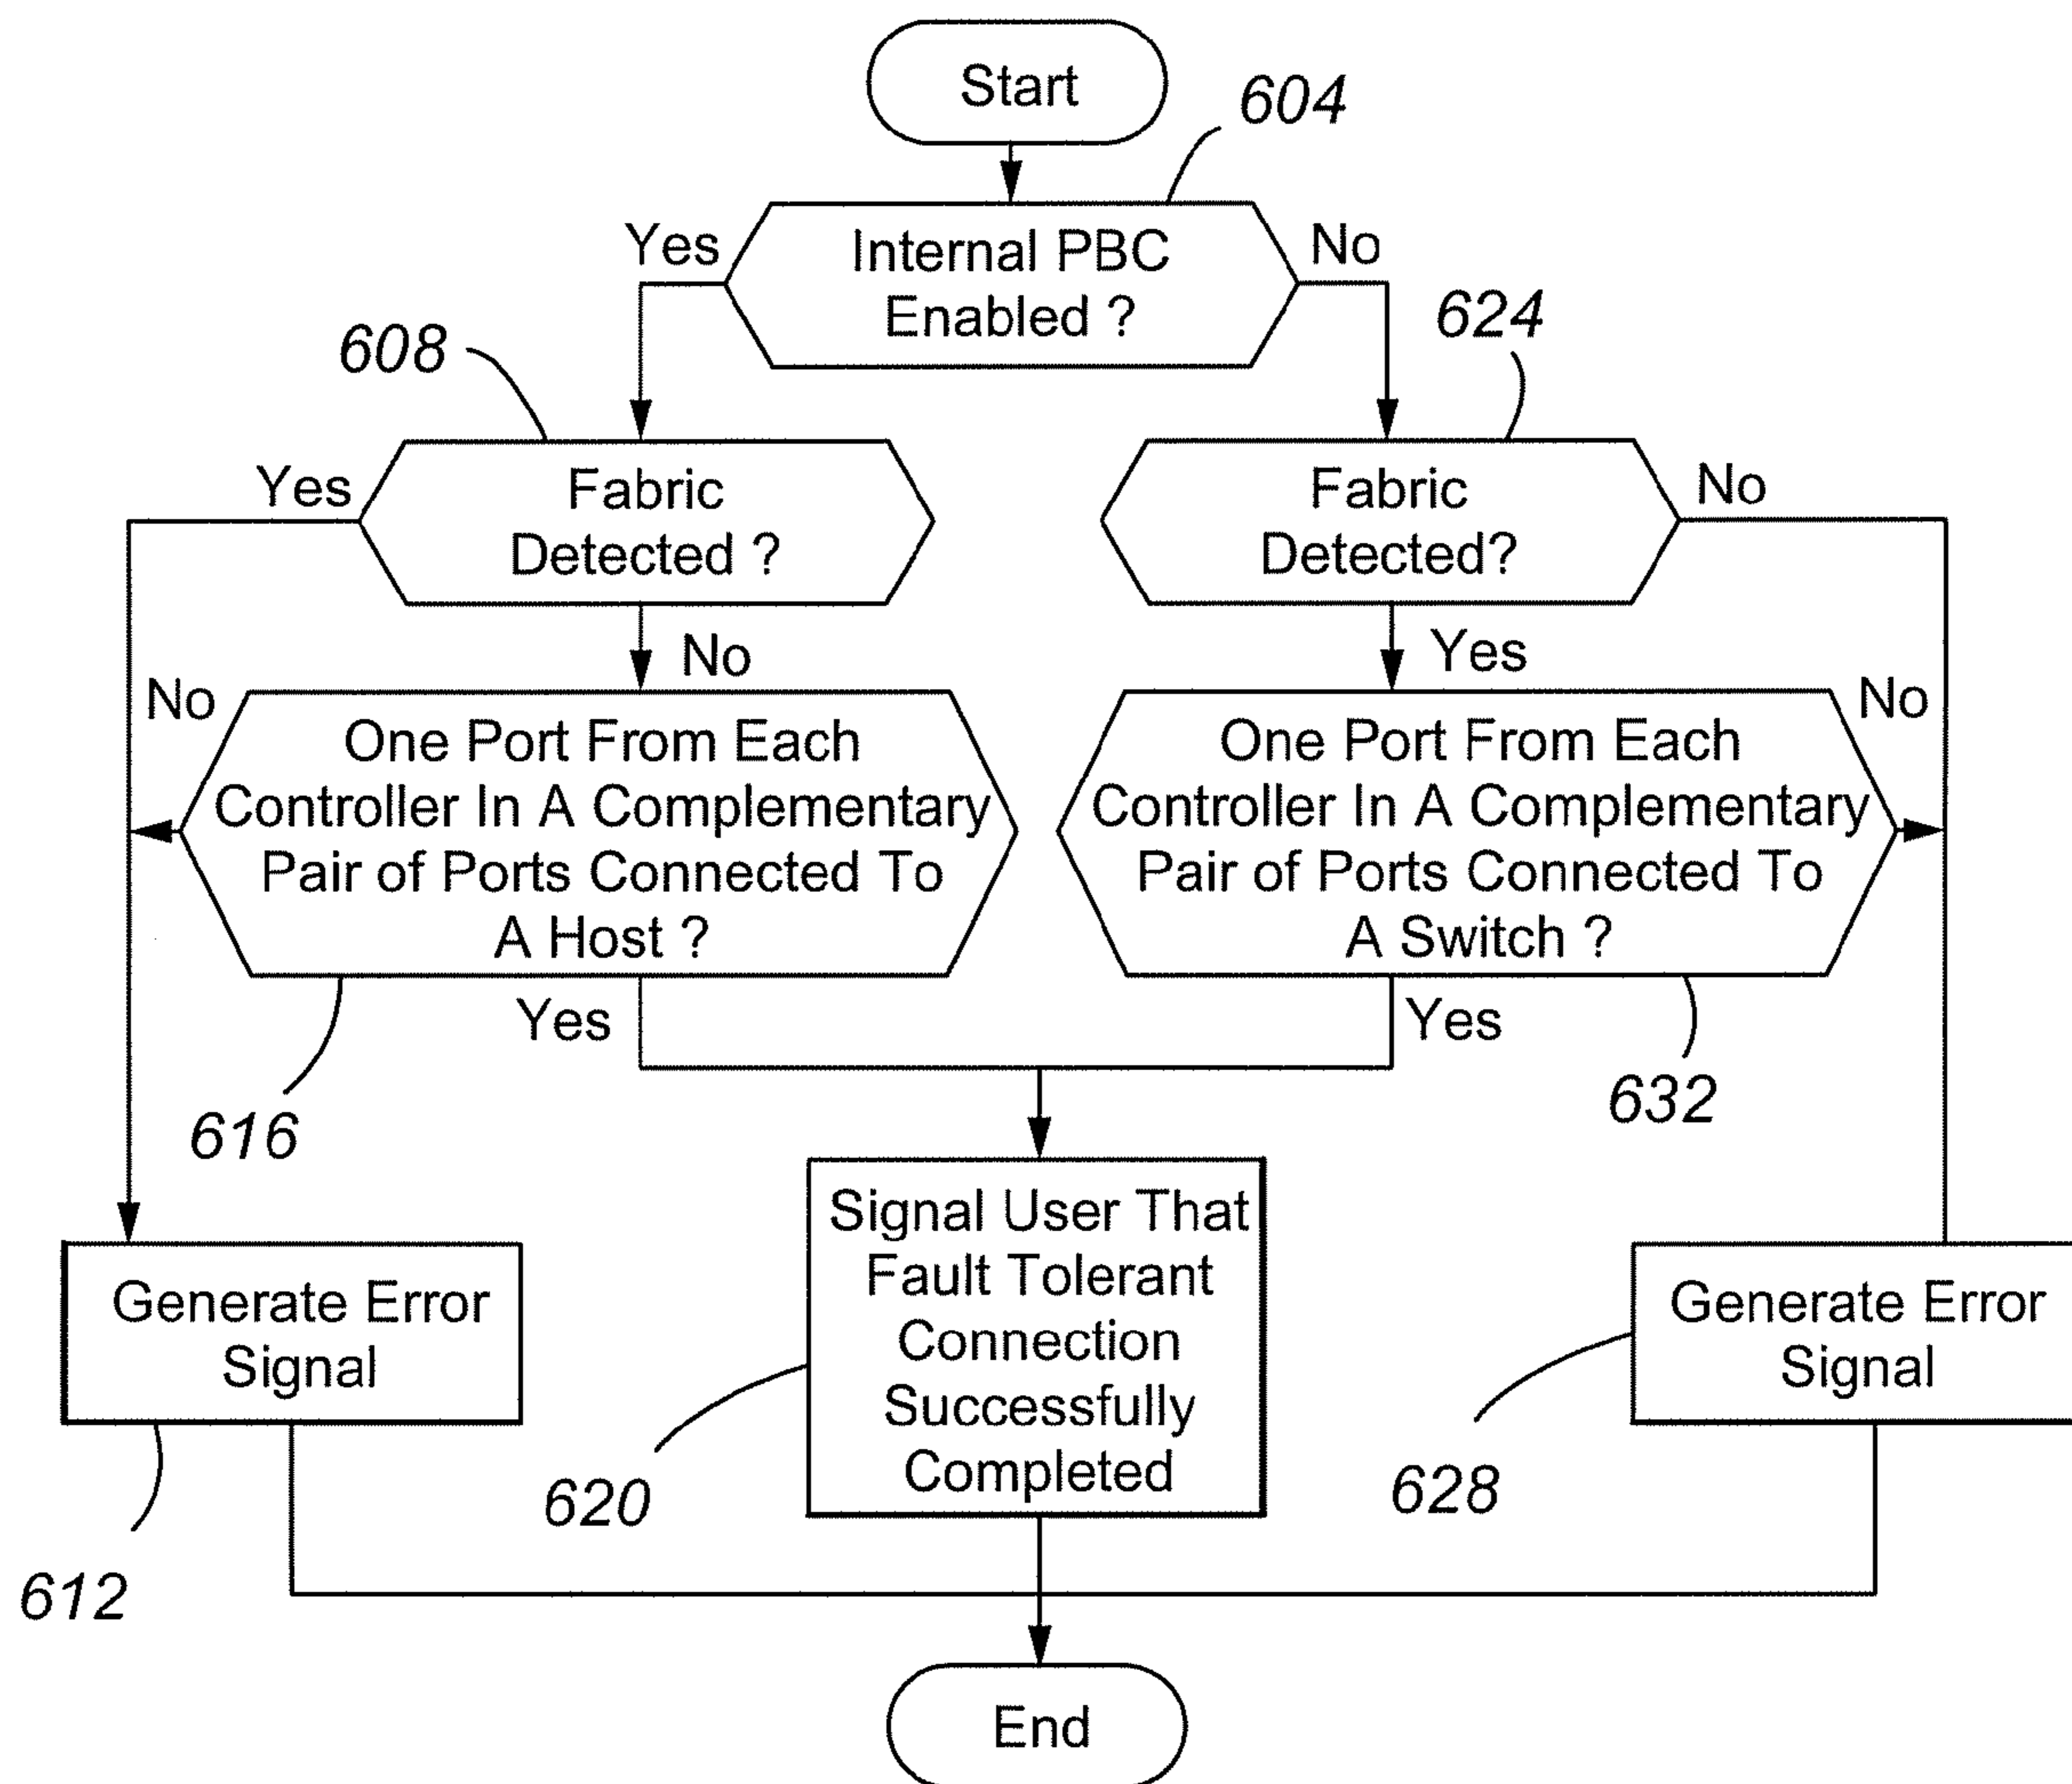 Start
604
Yes
Internal PBC
Enabled ?
No
608
624
Yes
Fabric
Detected ?
Fabric
Detected?
No
No
Yes
No
One Port From Each
Controller In A Complementary
Pair of Ports Connected To
A Host ?
One Port From Each
Controller In A Complementary
Pair of Ports Connected To
A Switch ?
No
Yes
Yes
616
632
Generate Error
Signal
Signal User That
Fault Tolerant
Connection
Successfully
Completed
Generate Error
Signal
612
620
628
End